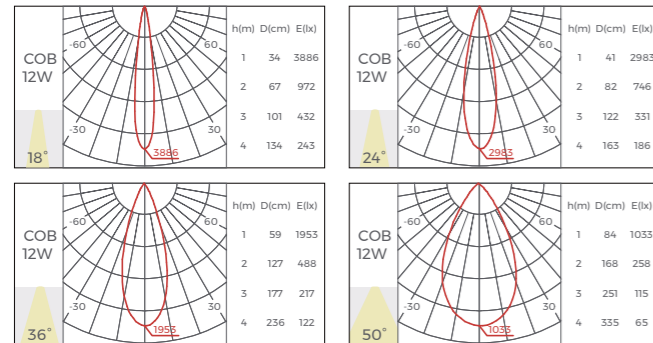 COB
12W
18°
-60
60
-30
30
3886
h(m) D(cm) E(lx)
1 34 3886
2 67 972
3 101 432
4 134 243
COB
12W
24°
-60
60
-30
30
2983
h(m) D(cm) E(lx)
1 41 2983
2 82 746
3 122 331
4 163 186
COB
12W
36°
-60
60
-30
30
1953
h(m) D(cm) E(lx)
1 59 1953
2 127 488
3 177 217
4 236 122
COB
12W
50°
-60
60
-30
30
1033
h(m) D(cm) E(lx)
1 84 1033
2 168 258
3 251 115
4 335 65